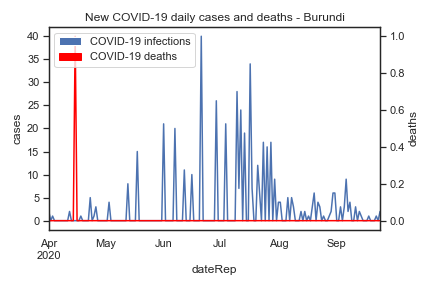 New COVID-19 daily cases and deaths - Burundi
COVID-19 infections
COVID-19 deaths
cases
40
35
30
25
20
15
10
5
0
1.0
0.8
0.6
0.4
0.2
0.0
deaths
Apr
2020
May
Jun
Jul
Aug
Sep
dateRep